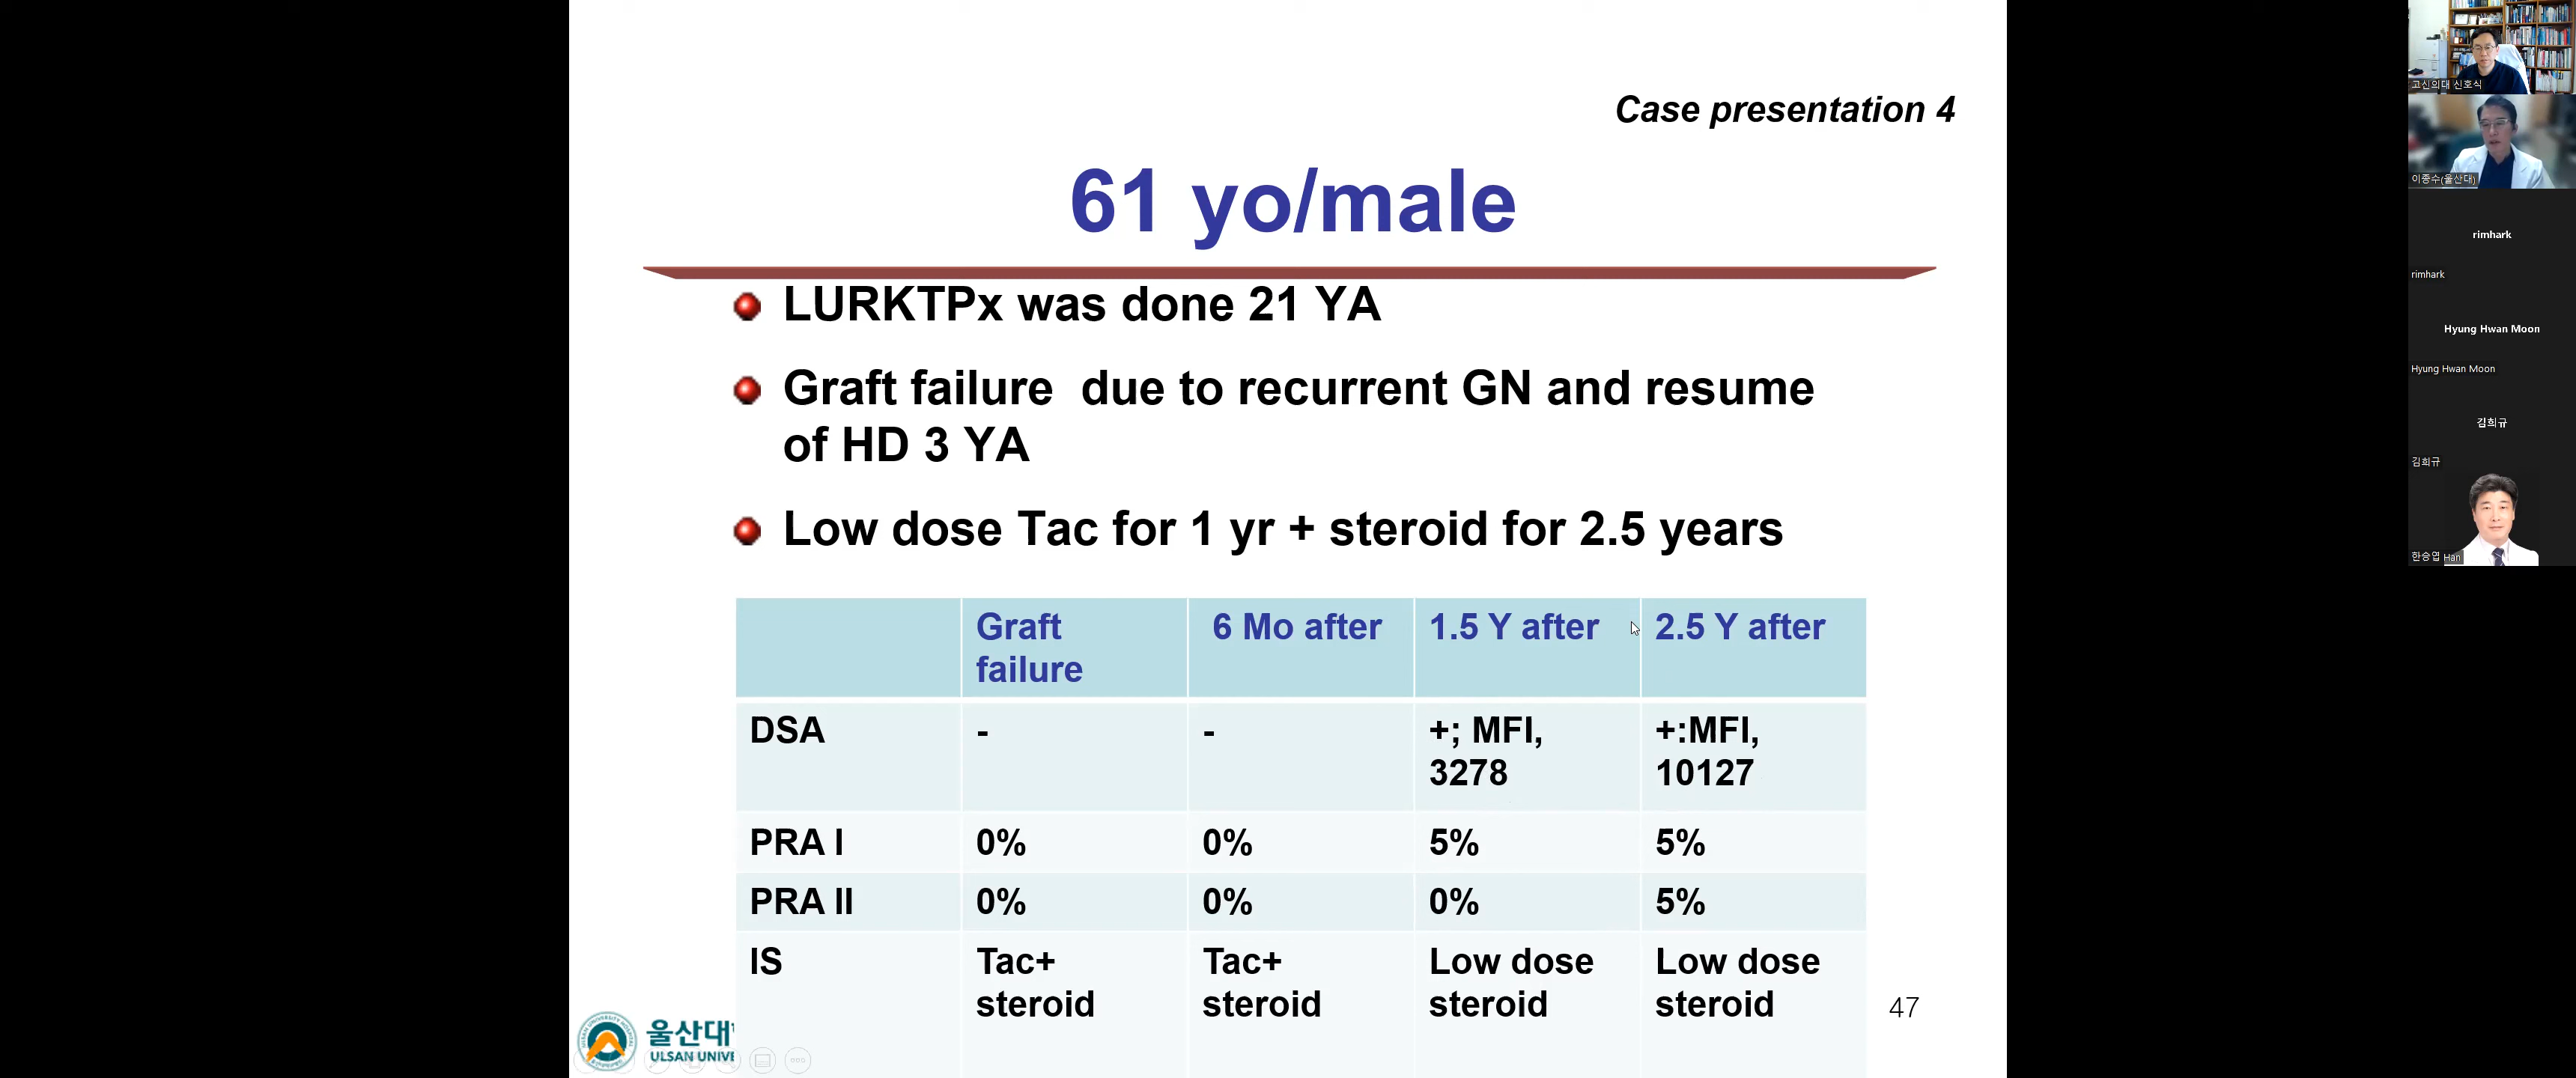 Case presentation 4
61 yo/male
LURKTPx was done 21 YA
Graft failure due to recurrent GN and resume
of HD 3 YA
Low dose Tac for 1 yr + steroid for 2.5 years
Graft failure
6 Mo after
1.5 Y after
2.5 Y after
DSA
-
-
+; MFI, 3278
+:MFI, 10127
PRA I
0%
0%
5%
5%
PRA II
0%
0%
0%
5%
IS
Tac+ steroid
Tac+ steroid
Low dose steroid
Low dose steroid
울산대
ULSAN UNIVE
47
고신의대 신호식
이종수(울산대)
rimhark
rimhark
Hyung Hwan Moon
Hyung Hwan Moon
김희규
김희규
한승엽 Han